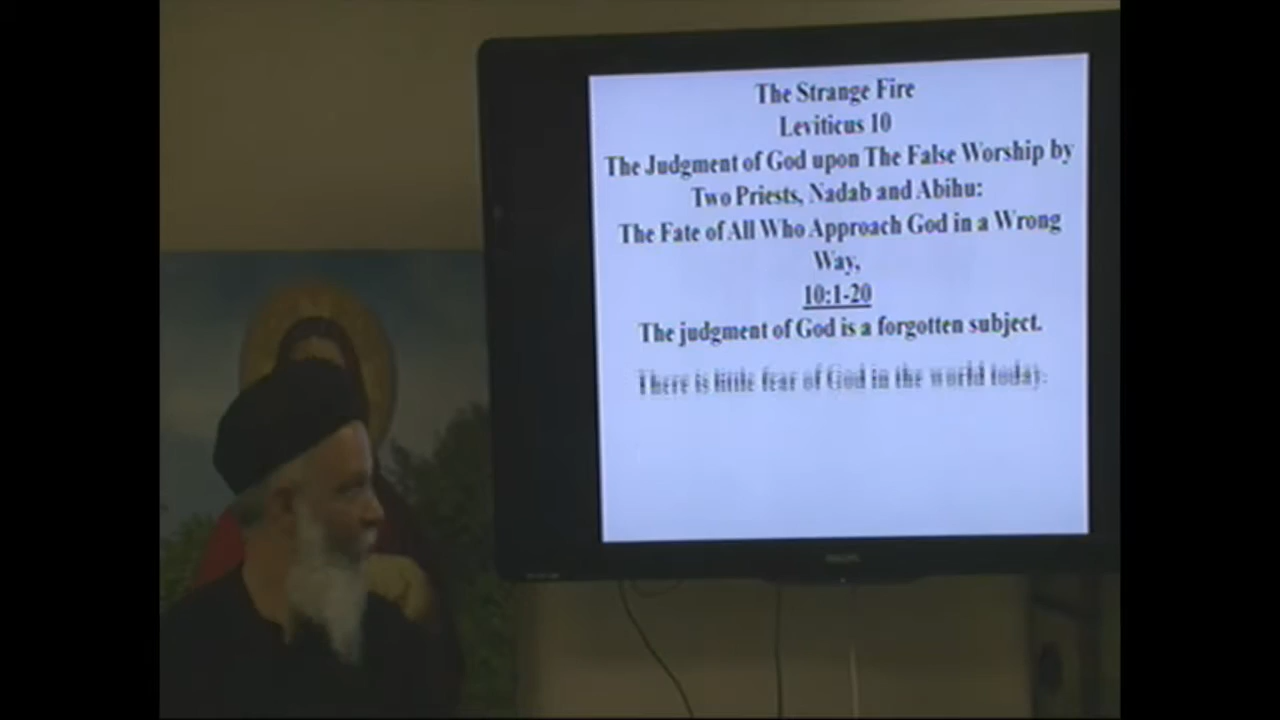 The Strange Fire
Leviticus 10
The Judgment of God upon The False Worship by
Two Priests, Nadab and Abihu:
The Fate of All Who Approach God in a Wrong
Way,
10:1-20
The judgment of God is a forgotten subject.
There is little fear of God in the world today.
PHILIPS